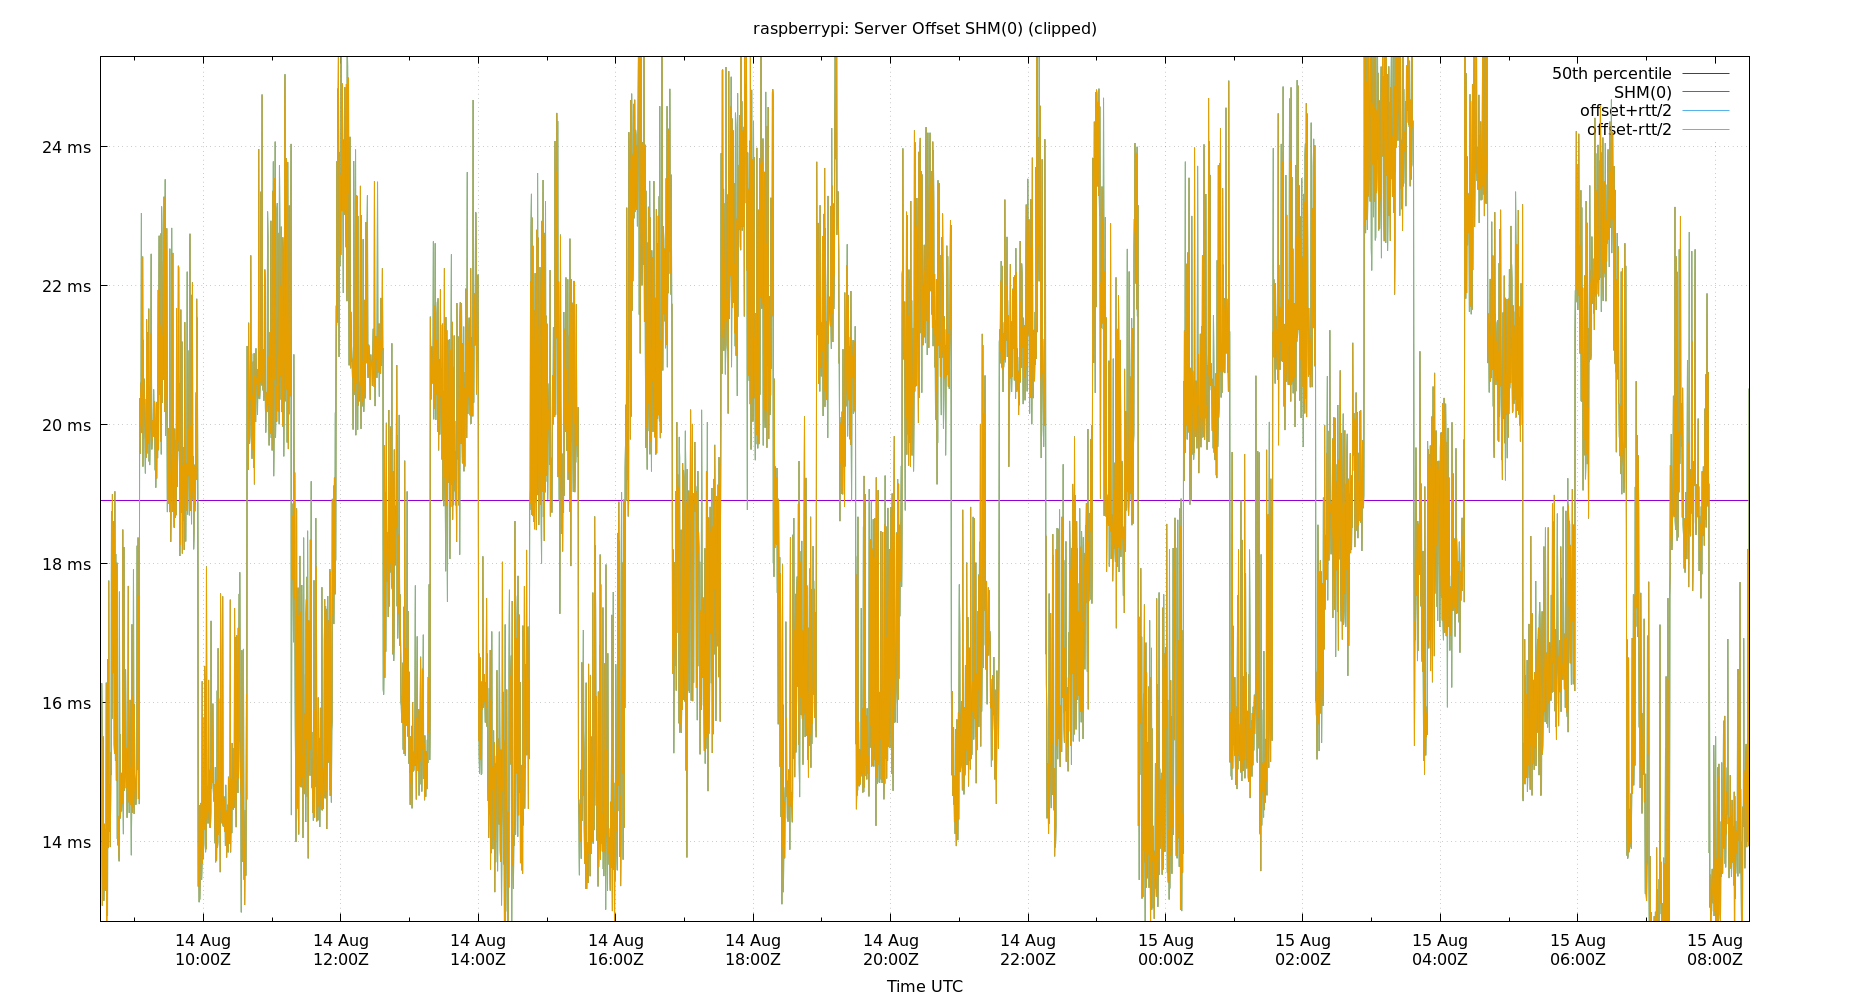 raspberrypi: Server Offset SHM(0) (clipped)
50th percentile
SHM(0)
offset+rtt/2
offset-rtt/2
24 ms
22 ms
20 ms
18 ms
16 ms
14 ms
14 Aug 14 Aug 14 Aug 14 Aug 14 Aug 14 Aug 14 Aug 15 Aug 15 Aug 15 Aug 15 Aug 15 Aug
10:00Z 12:00Z 14:00Z 16:00Z 18:00Z 20:00Z 22:00Z 00:00Z 02:00Z 04:00Z 06:00Z 08:00Z
Time UTC